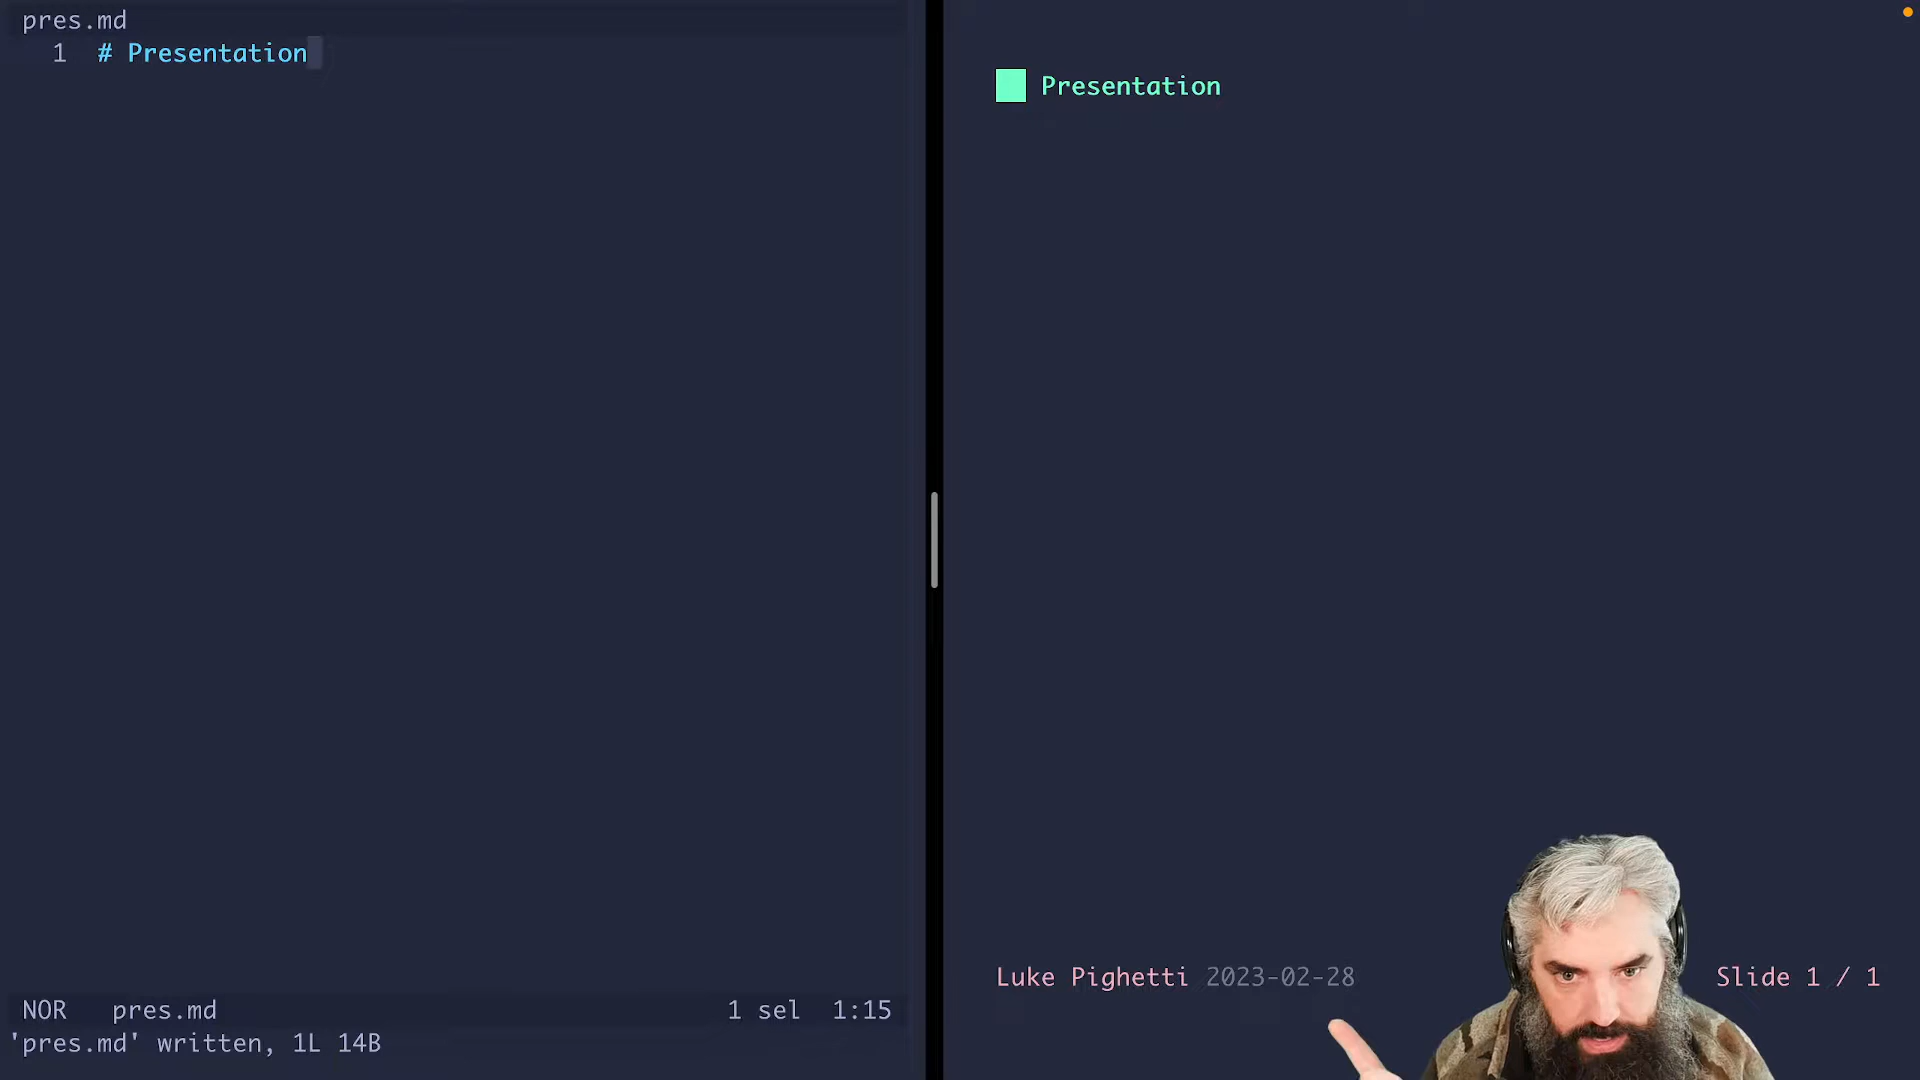 pres.md
1 # Presentation
NOR pres.md 1 sel 1:15
'pres.md' written, 1L 14B
Presentation
Luke Pighetti 2023-02-28 Slide 1 / 1